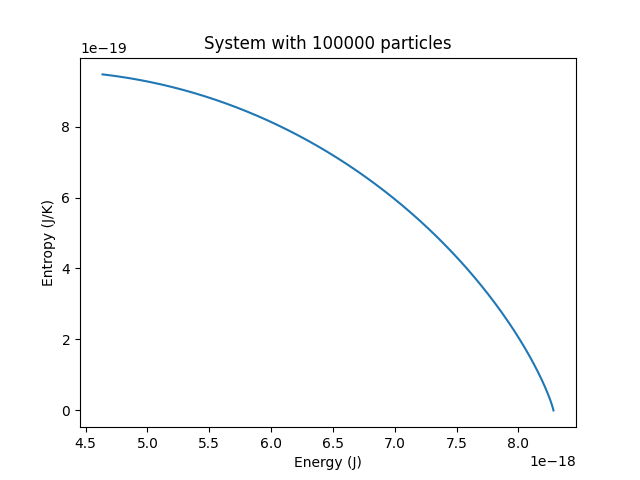 System with 100000 particles
1e−19
8
6
4
2
0
Entropy (J/K)
4.5 5.0 5.5 6.0 6.5 7.0 7.5 8.0
Energy (J)
1e−18